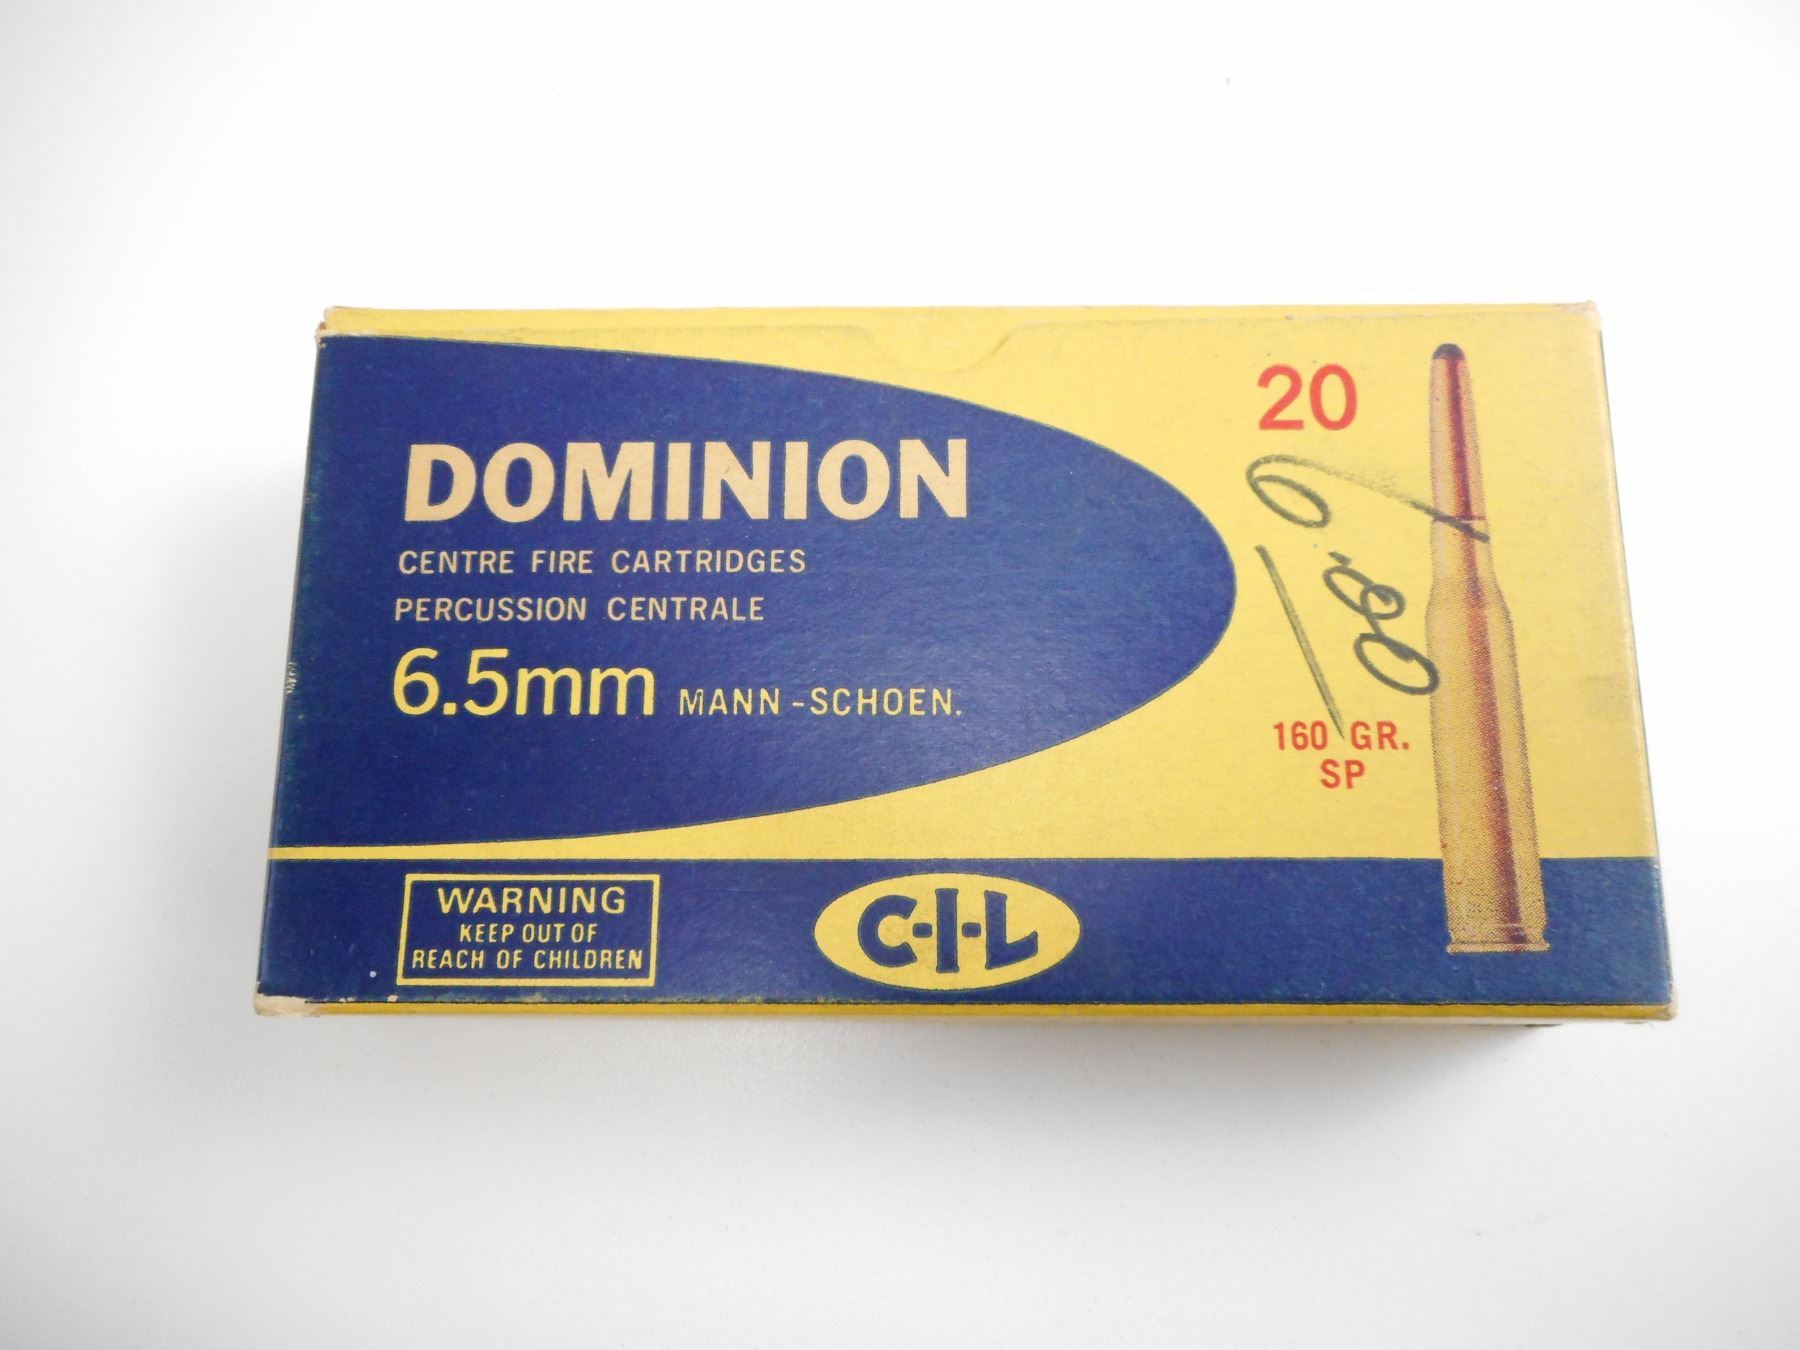 DOMINION
CENTRE FIRE CARTRIDGES
PERCUSSION CENTRALE
6.5mm MANN-SCHOEN.
20
160 GR.
SP
WARNING
KEEP OUT OF
REACH OF CHILDREN
C-I-L